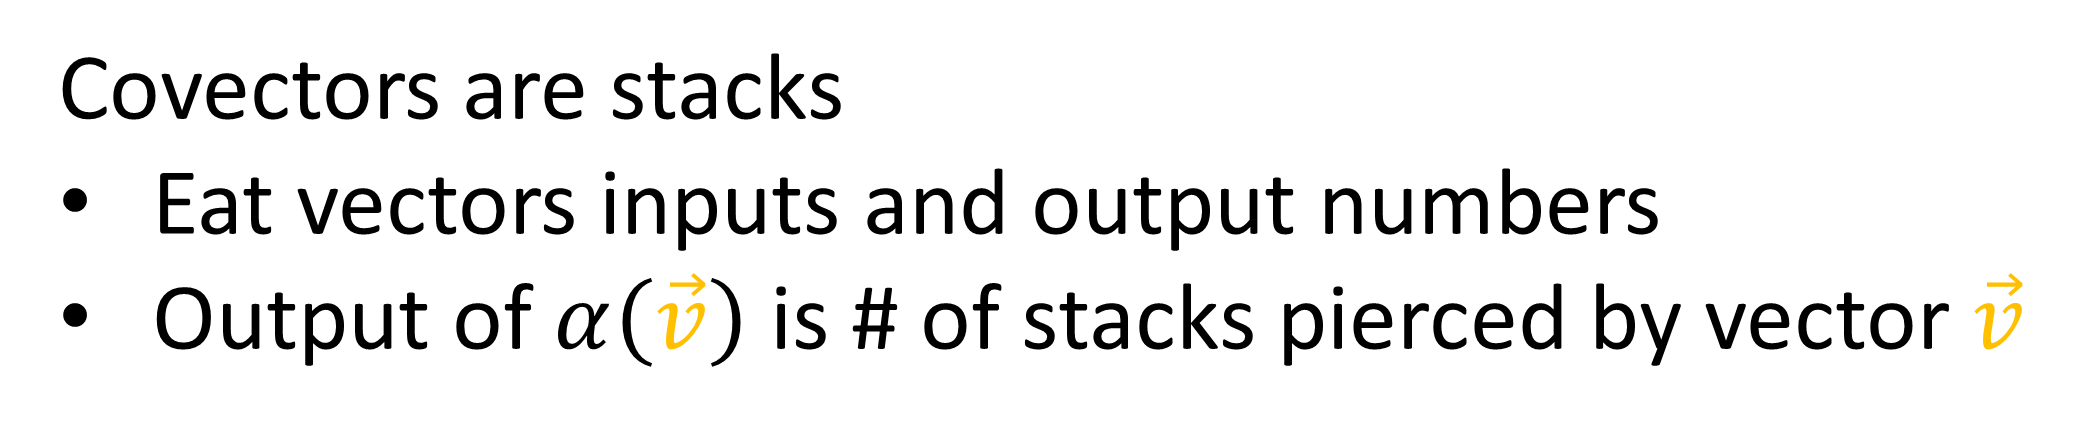 Covectors are stacks
• Eat vectors inputs and output numbers
• Output of α(v⃗) is # of stacks pierced by vector v⃗